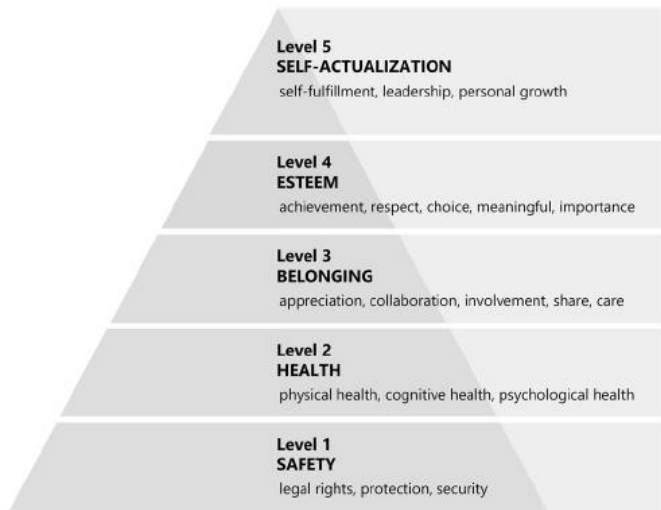 Level 5
SELF-ACTUALIZATION
self-fulfillment, leadership, personal growth
Level 4
ESTEEM
achievement, respect, choice, meaningful, importance
Level 3
BELONGING
appreciation, collaboration, involvement, share, care
Level 2
HEALTH
physical health, cognitive health, psychological health
Level 1
SAFETY
legal rights, protection, security